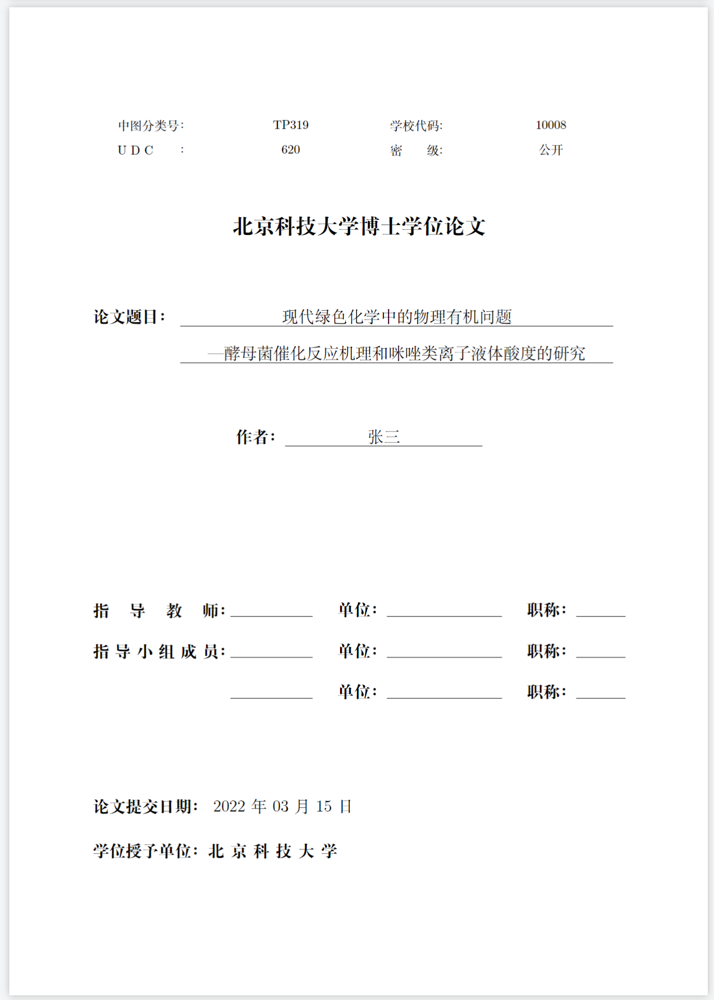 中图分类号： TP319 学校代码: 10008
U D C ： 620 密 级: 公开
北京科技大学博士学位论文
论文题目： 现代绿色化学中的物理有机问题
—酵母菌催化反应机理和咪唑类离子液体酸度的研究
作者： 张三
指 导 教 师： 单位： 职称：
指 导 小 组 成 员： 单位： 职称：
单位： 职称：
论文提交日期： 2022 年 03 月 15 日
学位授予单位：北 京 科 技 大 学